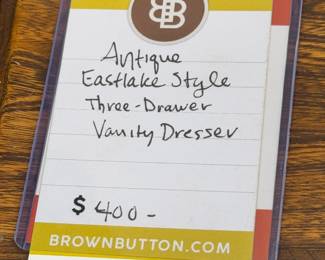 Antique
Eastlake Style
Three-Drawer
Vanity Dresser
$ 400-
BROWNBUTTON.COM